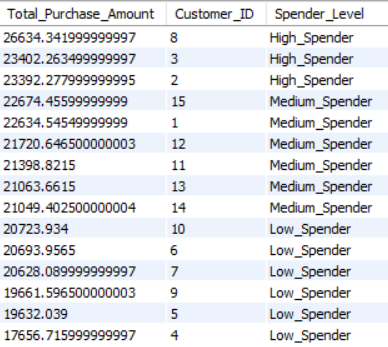 Total_Purchase_Amount Customer_ID Spender_Level
26634.341999999997 8 High_Spender
23402.263499999997 3 High_Spender
23392.277999999995 2 High_Spender
22674.45599999999 15 Medium_Spender
22634.54549999999 1 Medium_Spender
21720.646500000003 12 Medium_Spender
21398.8215 11 Medium_Spender
21063.6615 13 Medium_Spender
21049.402500000004 14 Medium_Spender
20723.934 10 Low_Spender
20693.9565 6 Low_Spender
20628.089999999997 7 Low_Spender
19661.596500000003 9 Low_Spender
19632.039 5 Low_Spender
17656.715999999997 4 Low_Spender